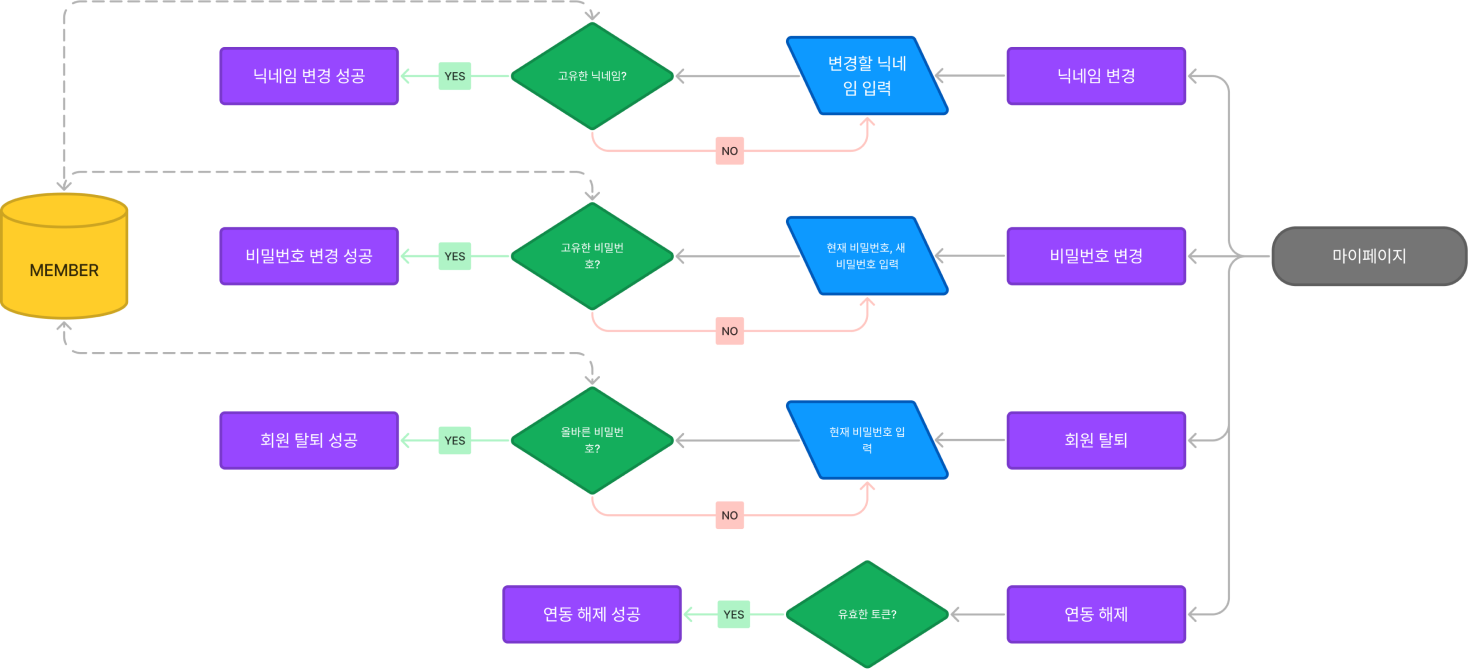 닉네임 변경 성공
YES
고유한 닉네임?
변경할 닉네
임 입력
닉네임 변경
NO
MEMBER
비밀번호 변경 성공
YES
고유한 비밀번
호?
현재 비밀번호, 새
비밀번호 입력
비밀번호 변경
마이페이지
NO
회원 탈퇴 성공
YES
올바른 비밀번
호?
현재 비밀번호 입
력
회원 탈퇴
NO
연동 해제 성공
YES
유효한 토큰?
연동 해제